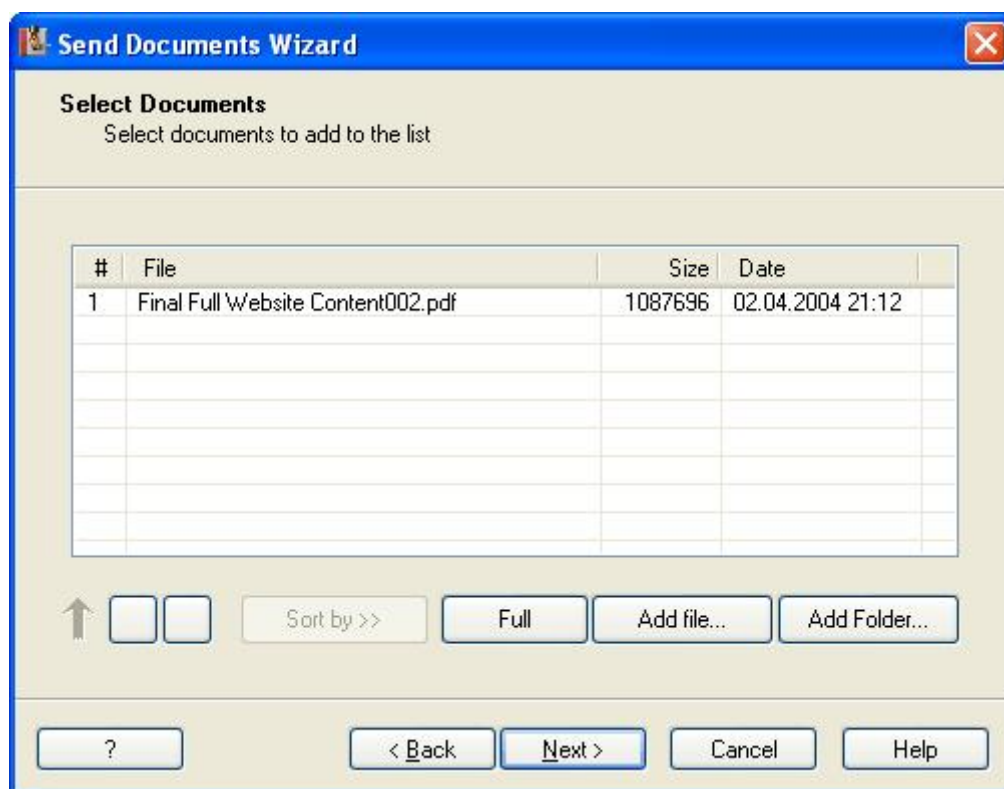 Send Documents Wizard
Select Documents
Select documents to add to the list
# File Size Date
1 Final Full Website Content002.pdf 1087696 02.04.2004 21:12
Sort by >> Full Add file... Add Folder...
? < Back Next > Cancel Help